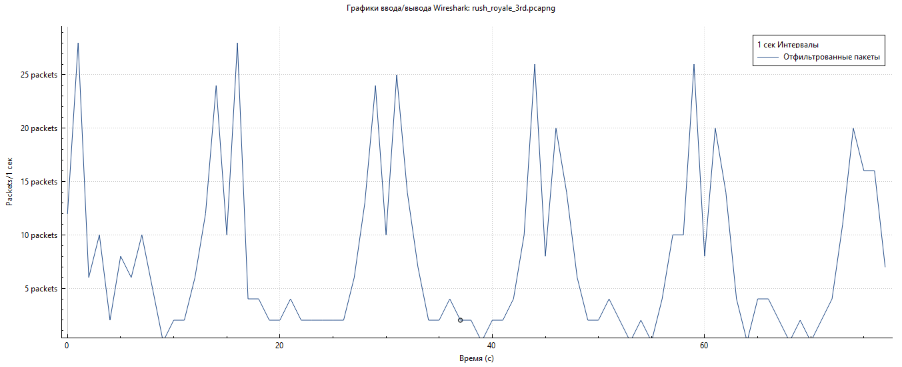 Графики ввода/вывода Wireshark: rush_royale_3rd.pcapng
1 сек Интервалы
Отфильтрованные пакеты
25 packets
20 packets
15 packets
10 packets
5 packets
Packets/1 сек
0
20
40
60
Время (с)